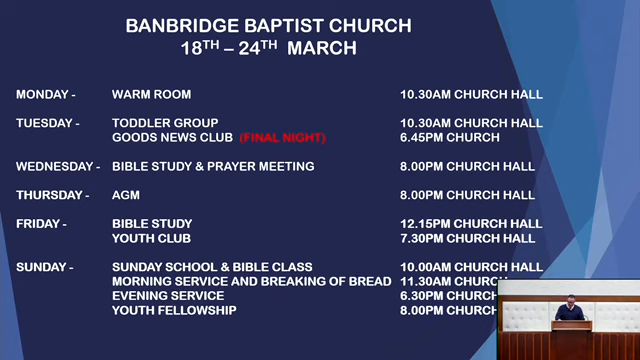 BANBRIDGE BAPTIST CHURCH
18TH – 24TH MARCH
MONDAY - WARM ROOM 10.30AM CHURCH HALL
TUESDAY - TODDLER GROUP 10.30AM CHURCH HALL
GOODS NEWS CLUB (FINAL NIGHT) 6.45PM CHURCH
WEDNESDAY - BIBLE STUDY & PRAYER MEETING 8.00PM CHURCH HALL
THURSDAY - AGM 8.00PM CHURCH HALL
FRIDAY - BIBLE STUDY 12.15PM CHURCH HALL
YOUTH CLUB 7.30PM CHURCH HALL
SUNDAY - SUNDAY SCHOOL & BIBLE CLASS 10.00AM CHURCH HALL
MORNING SERVICE AND BREAKING OF BREAD 11.30AM CHURCH
EVENING SERVICE 6.30PM CHURCH
YOUTH FELLOWSHIP 8.00PM CHURCH